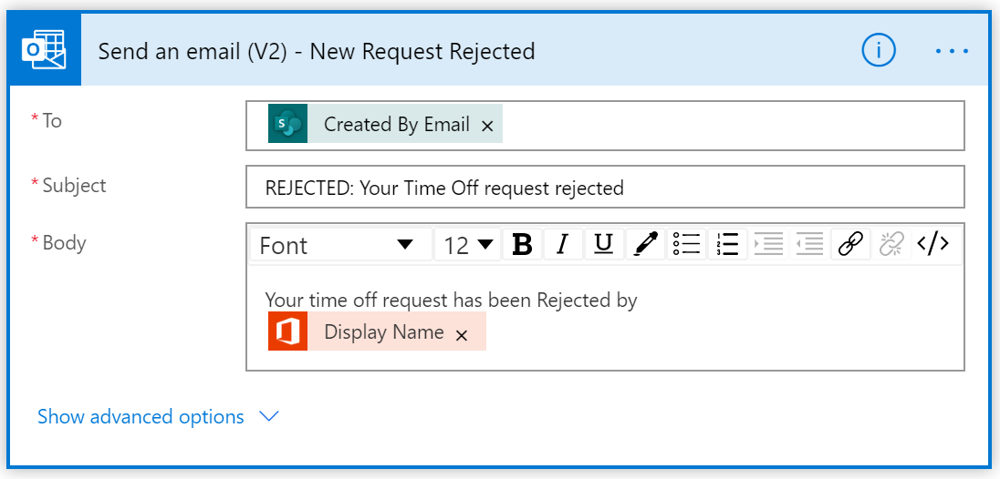 Send an email (V2) - New Request Rejected
* To
Created By Email ×
* Subject
REJECTED: Your Time Off request rejected
* Body
Font 12 B I U </>
Your time off request has been Rejected by
Display Name ×
Show advanced options